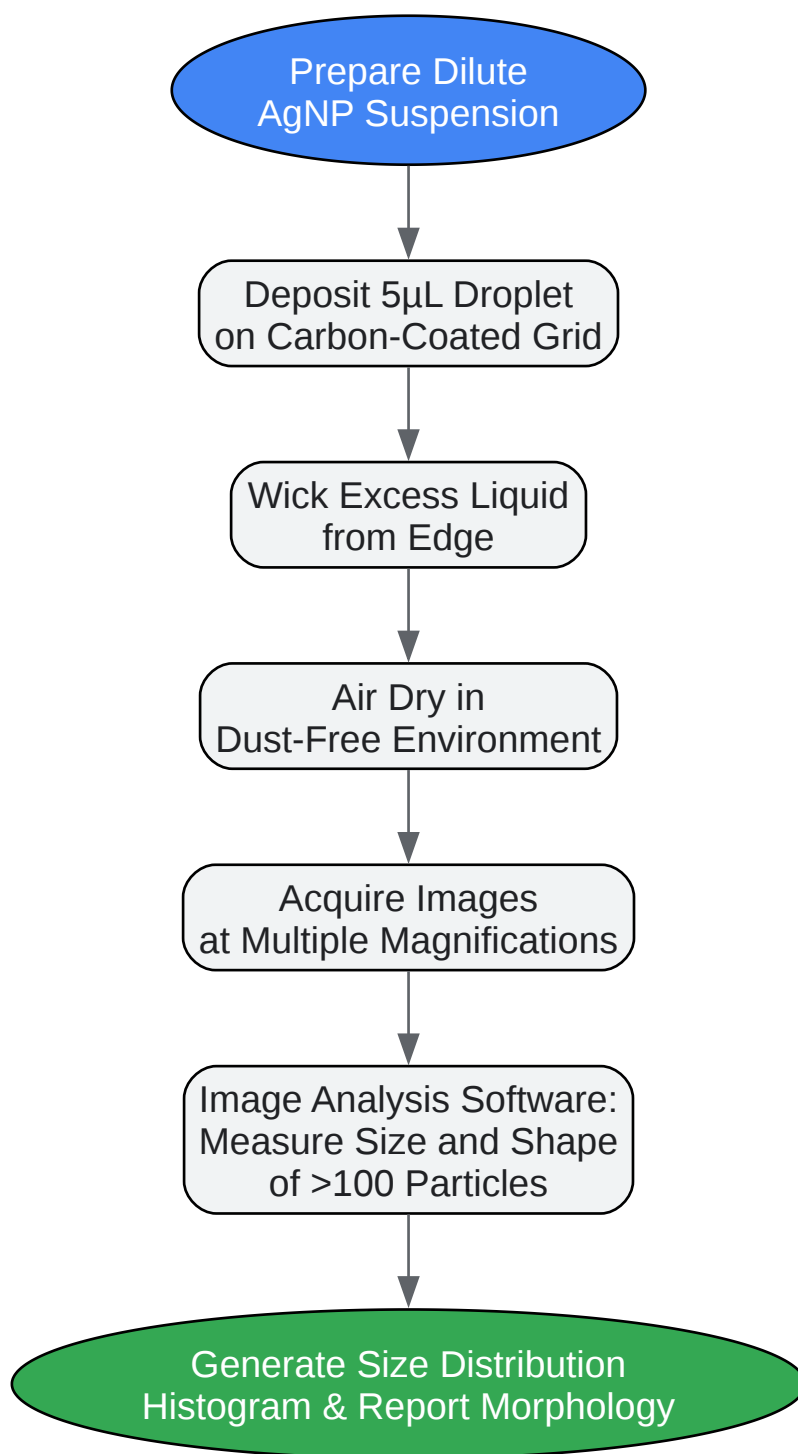 Prepare Dilute
AgNP Suspension
Deposit 5µL Droplet
on Carbon-Coated Grid
Wick Excess Liquid
from Edge
Air Dry in
Dust-Free Environment
Acquire Images
at Multiple Magnifications
Image Analysis Software:
Measure Size and Shape
of >100 Particles
Generate Size Distribution
Histogram & Report Morphology